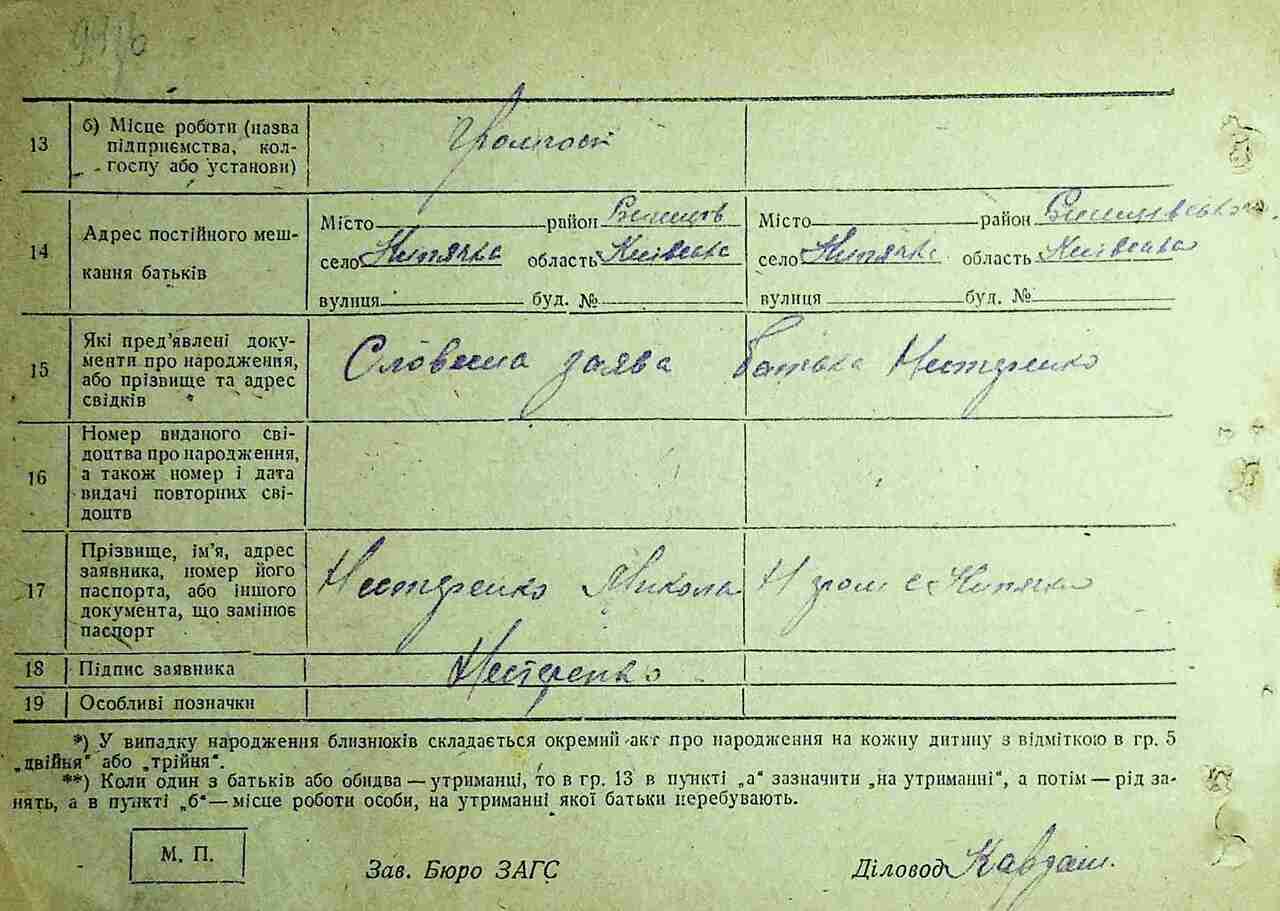 13 б) Місце роботи (назва
підприємства, кол-
госпу або установи)
14 Адрес постійного меш-
кання батьків
Місто район
село Кипячка область Київська
вулиця буд. №
Місто район
село Кипячка область Київська
вулиця буд. №
15 Які пред'явлені доку-
менти про народження,
або прізвище та адрес
свідків
Словесна заява батька Нестеренко
16 Номер виданого сві-
доцтва про народження,
а також номер і дата
видачі повторних сві-
доцтв
17 Прізвище, ім'я, адрес
заявника, номер його
паспорта, або іншого
документа, що замінює
паспорт
Нестеренко Микола с Кипячка
18 Підпис заявника Нестеренко
19 Особливі позначки
*) У випадку народження близнюків складається окремий акт про народження на кожну дитину з відміткою в гр. 5
„двійня" або „трійня".
**) Коли один з батьків або обидва — утриманці, то в гр. 13 в пункті „а" зазначити „на утриманні", а потім — рід за-
нять, а в пункті „б" — місце роботи особи, на утриманні якої батьки перебувають.
М. П.
Зав. Бюро ЗАГС
Діловод